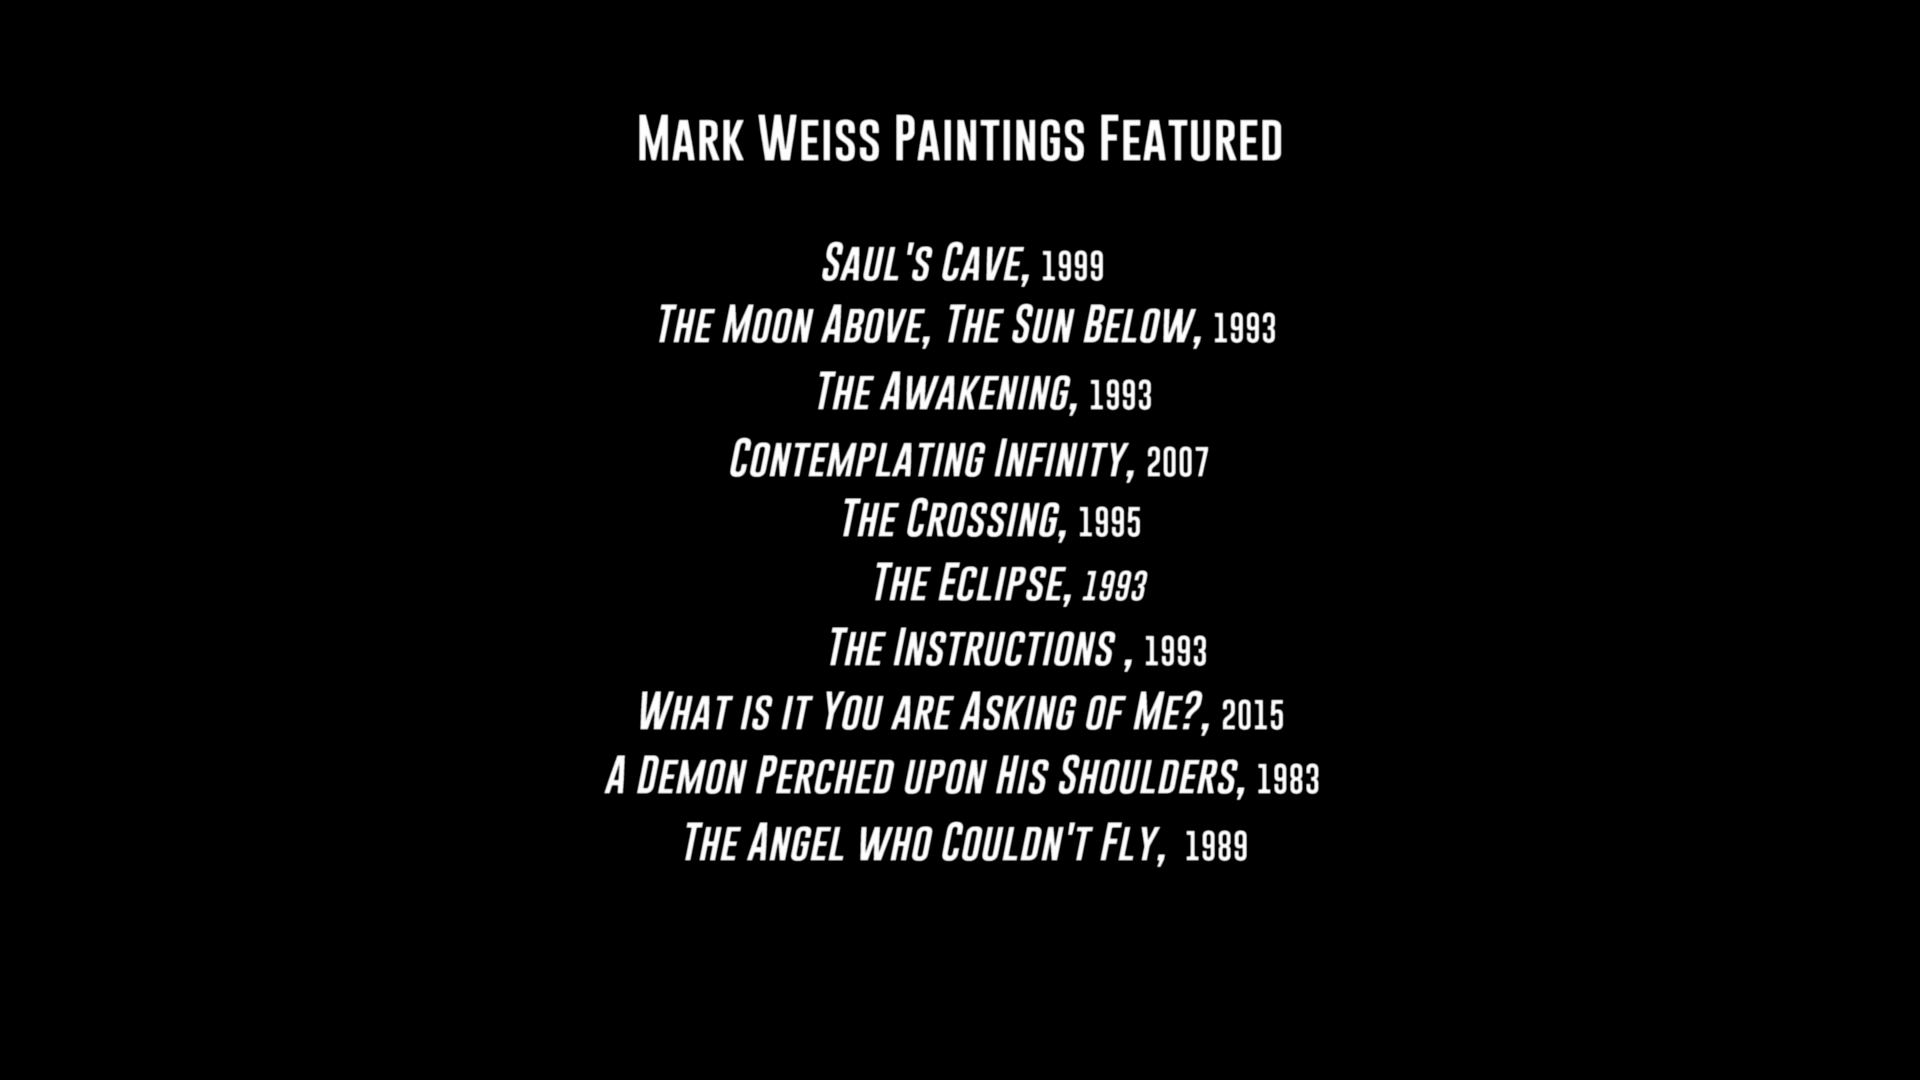 Mark Weiss Paintings Featured
Saul's Cave, 1999
The Moon Above, The Sun Below, 1993
The Awakening, 1993
Contemplating Infinity, 2007
The Crossing, 1995
The Eclipse, 1993
The Instructions , 1993
What is it You are Asking of Me?, 2015
A Demon Perched upon His Shoulders, 1983
The Angel who Couldn't Fly, 1989